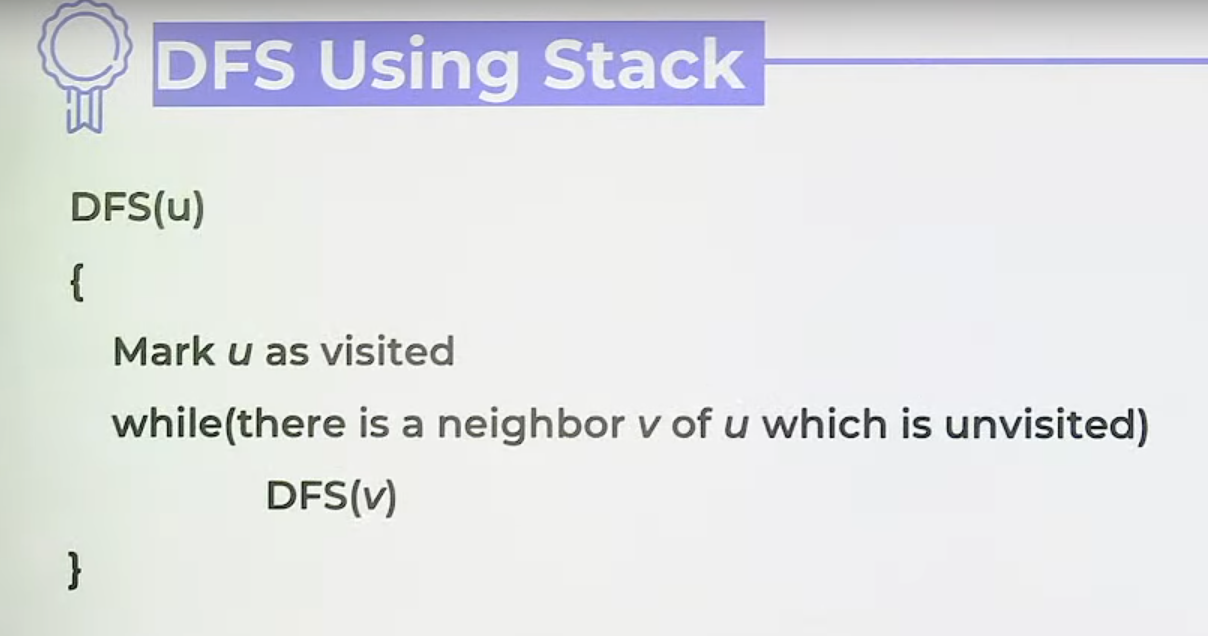 DFS Using Stack
DFS(u)
{
Mark u as visited
while(there is a neighbor v of u which is unvisited)
DFS(v)
}